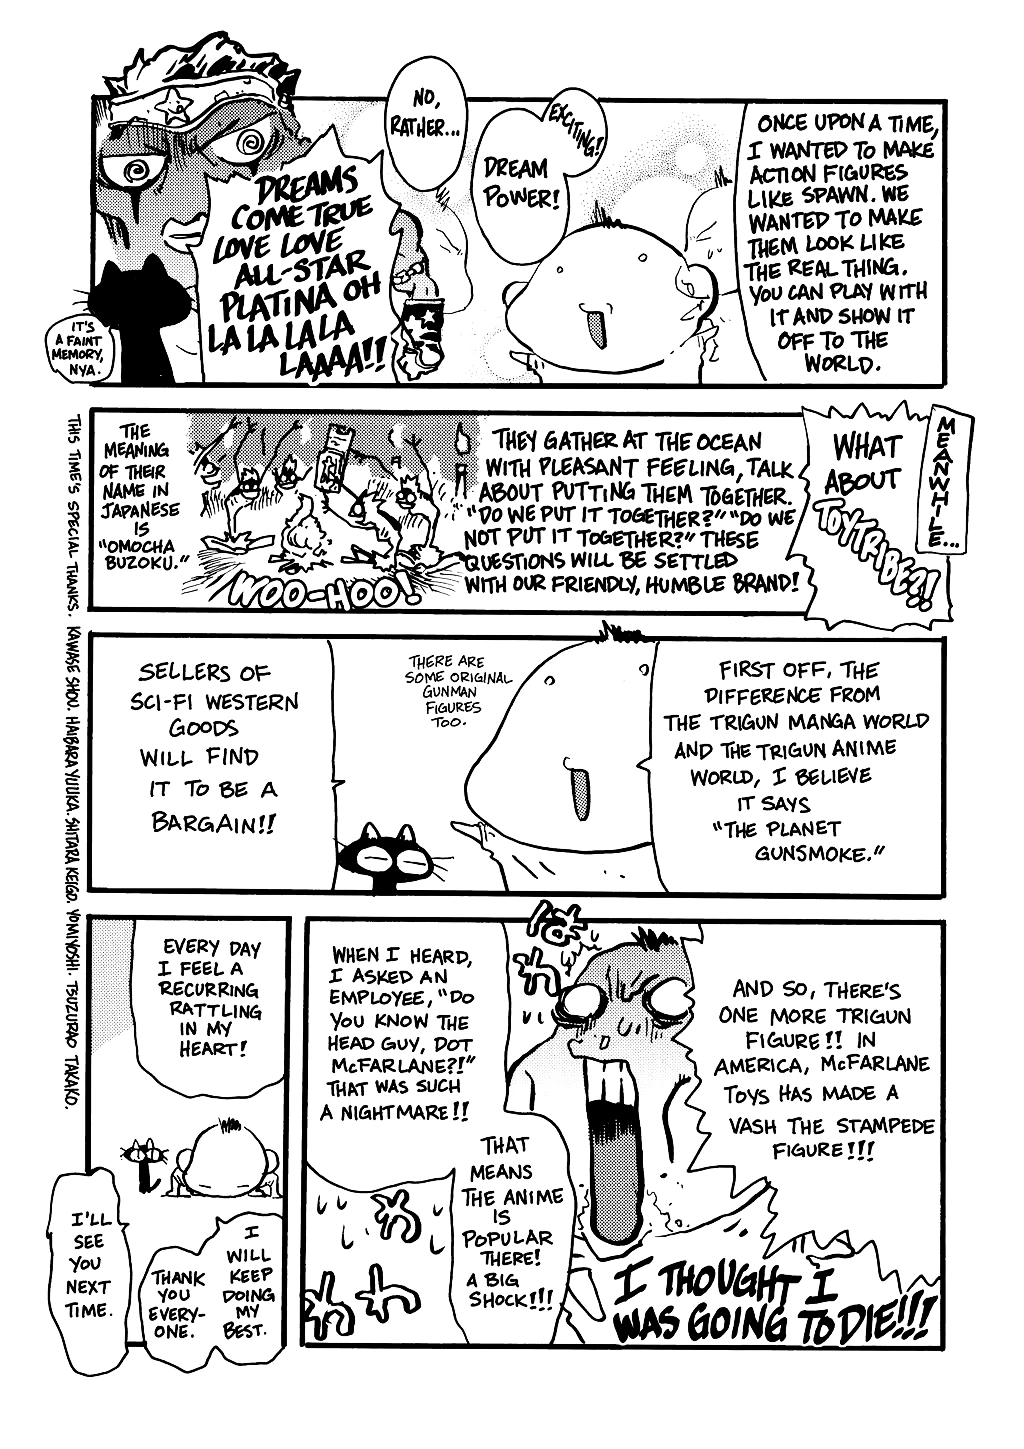 ONCE UPON A TIME,
I WANTED TO MAKE
ACTION FIGURES
LIKE SPAWN. WE
WANTED TO MAKE
THEM LOOK LIKE
THE REAL THING.
YOU CAN PLAY WITH
IT AND SHOW IT
OFF TO THE
WORLD.
EXCITING!
DREAM
POWER!
NO,
RATHER...
DREAMS
COME TRUE
LOVE LOVE
ALL-STAR
PLATINA OH
LA LA LA LA
LAAAA!!
IT'S
A FAINT
MEMORY,
NYA.
MEANWHILE...
WHAT
ABOUT
TOYTRIBE?!
THEY GATHER AT THE OCEAN
WITH PLEASANT FEELING, TALK
ABOUT PUTTING THEM TOGETHER.
"DO WE PUT IT TOGETHER?" "DO WE
NOT PUT IT TOGETHER?" THESE
QUESTIONS WILL BE SETTLED
WITH OUR FRIENDLY, HUMBLE BRAND!
WOO-HOO!
THE
MEANING
OF THEIR
NAME IN
JAPANESE
IS
"OMOCHA
BUZOKU."
FIRST OFF, THE
DIFFERENCE FROM
THE TRIGUN MANGA WORLD
AND THE TRIGUN ANIME
WORLD, I BELIEVE
IT SAYS
"THE PLANET
GUNSMOKE."
THERE ARE
SOME ORIGINAL
GUNMAN
FIGURES
TOO.
SELLERS OF
SCI-FI WESTERN
GOODS
WILL FIND
IT TO BE A
BARGAIN!!
AND SO, THERE'S
ONE MORE TRIGUN
FIGURE!! IN
AMERICA, McFARLANE
TOYS HAS MADE A
VASH THE STAMPEDE
FIGURE!!!
I THOUGHT I
WAS GOING TO DIE!!!
ほ
わ
WHEN I HEARD,
I ASKED AN
EMPLOYEE, "DO
YOU KNOW THE
HEAD GUY, DOT
McFARLANE?!"
THAT WAS SUCH
A NIGHTMARE!!
THAT
MEANS
THE ANIME
IS
POPULAR
THERE!
A BIG
SHOCK!!!
わ
わ
わ
EVERY DAY
I FEEL A
RECURRING
RATTLING
IN MY
HEART!
I
WILL
KEEP
DOING
MY
BEST.
THANK
YOU
EVERY-
ONE.
I'LL
SEE
YOU
NEXT
TIME.
THIS TIME'S SPECIAL THANKS. KAWASE SHOU. HAIBARA YUUKA. SHITARA KEIGO. YOMIYOSHI. TSUZURAO TAKAKO.